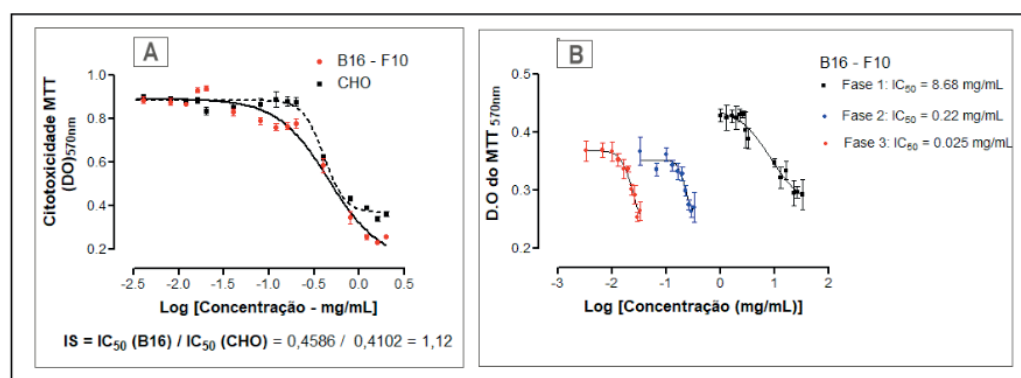 A
B16 - F10
CHO
Citotoxicidade MTT
(DO)570nm
1.0
0.8
0.6
0.4
0.2
-2.5 -2.0 -1.5 -1.0 -0.5 0.0 0.5
Log [Concentração - mg/mL]
IS = IC50 (B16) / IC50 (CHO) = 0,4586 / 0,4102 = 1,12
B
B16 - F10
Fase 1: IC50 = 8.68 mg/mL
Fase 2: IC50 = 0.22 mg/mL
Fase 3: IC50 = 0.025 mg/mL
D.O do MTT 570nm
0.5
0.4
0.3
0.2
-3 -2 -1 0 1 2
Log [Concentração (mg/mL)]